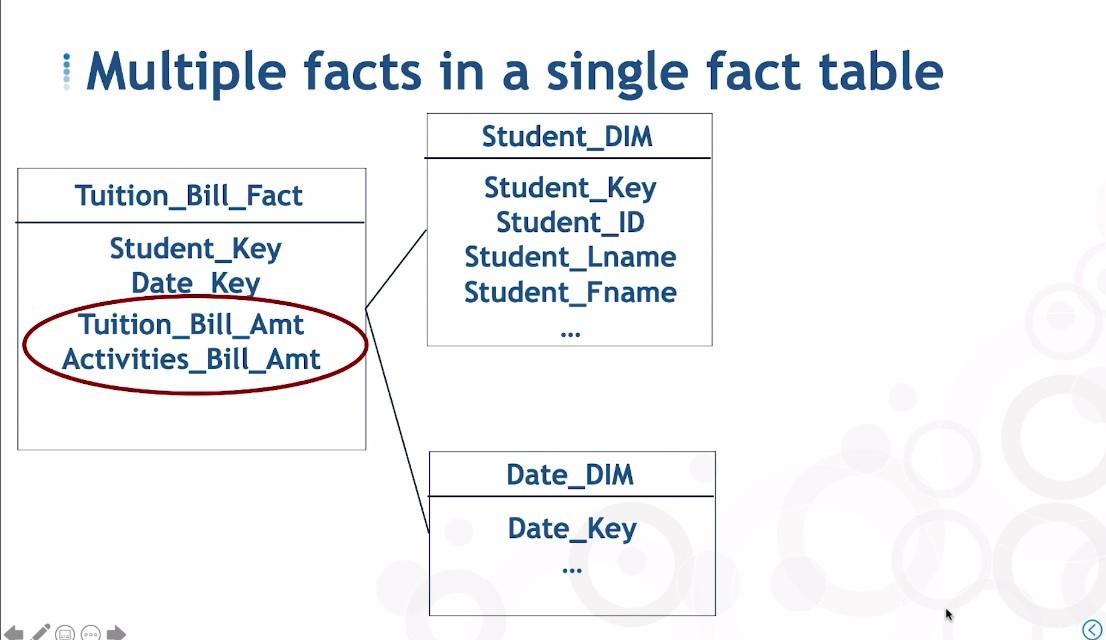 Multiple facts in a single fact table
Tuition_Bill_Fact
Student_Key
Date_Key
Tuition_Bill_Amt
Activities_Bill_Amt
Student_DIM
Student_Key
Student_ID
Student_Lname
Student_Fname
...
Date_DIM
Date_Key
...